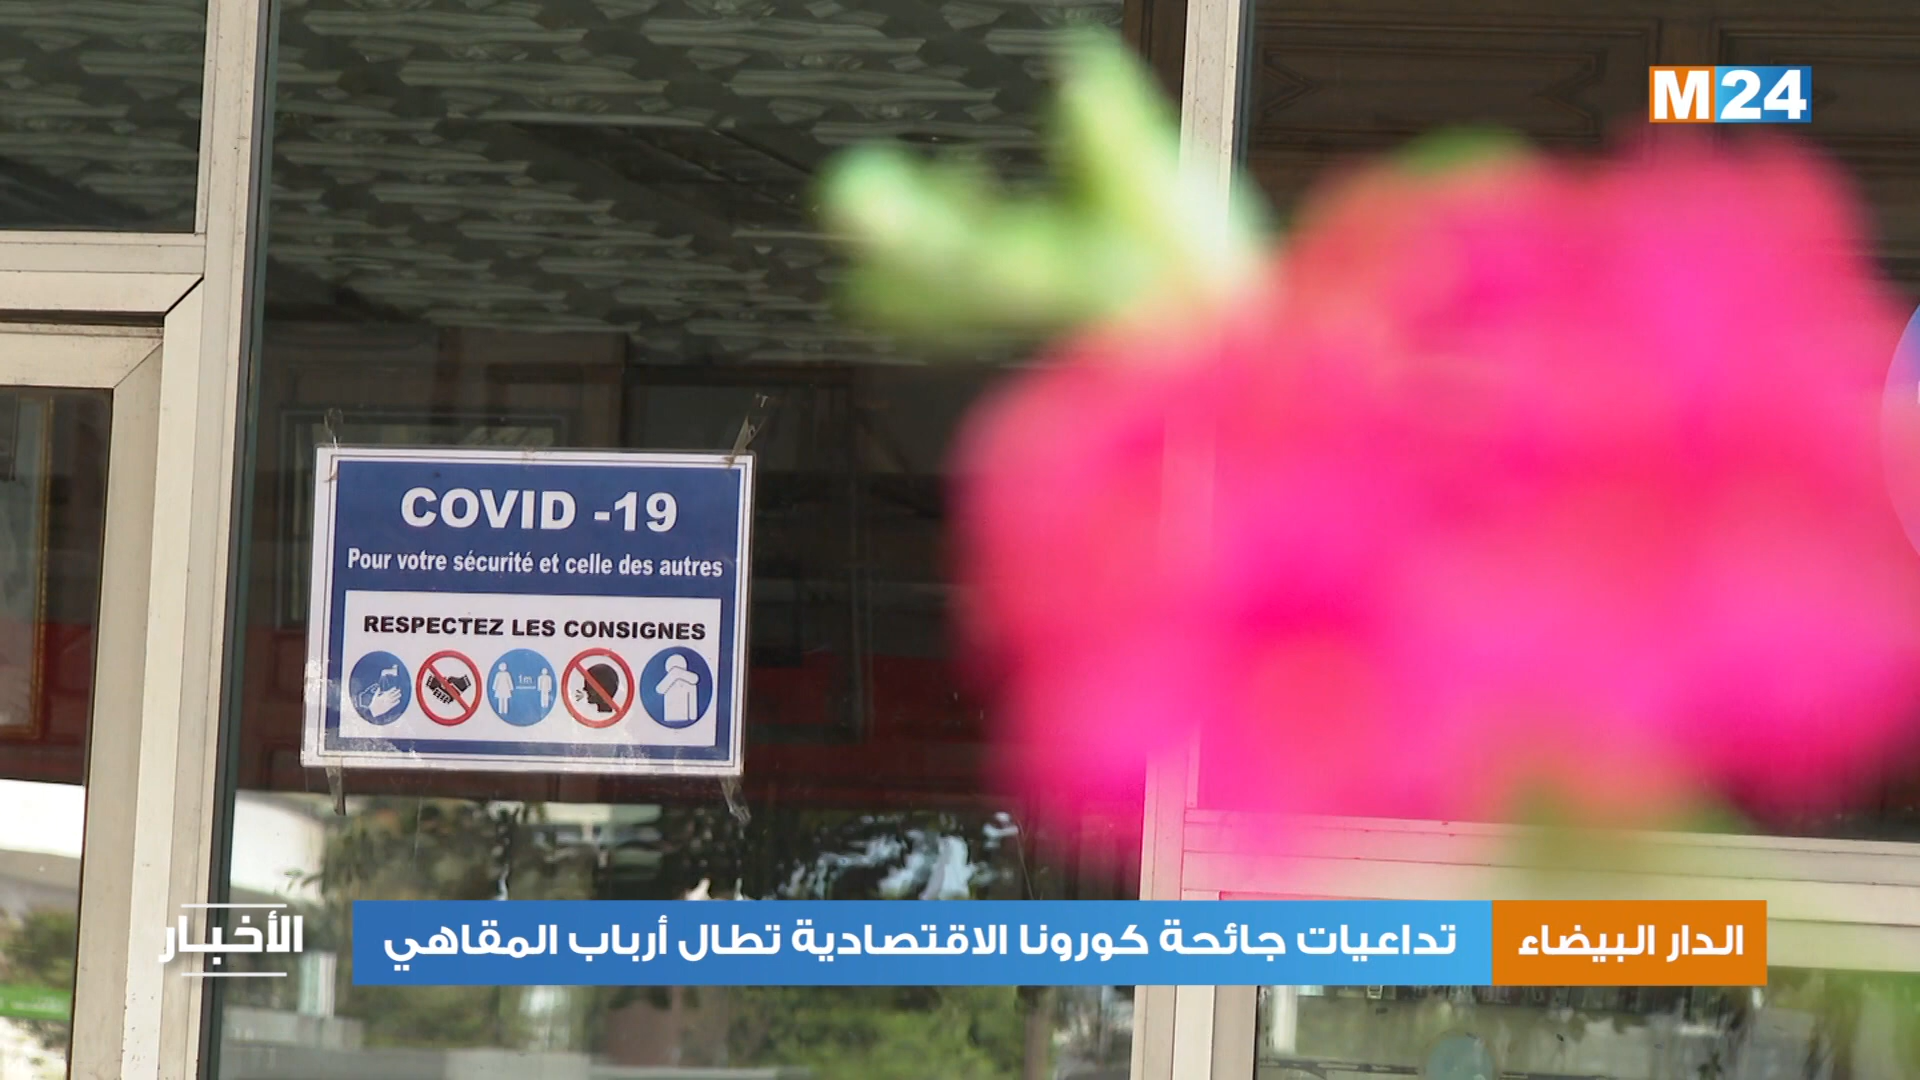 M24
COVID -19
Pour votre sécurité et celle des autres
RESPECTEZ LES CONSIGNES
1m
الدار البيضاء
تداعيات جائحة كورونا الاقتصادية تطال أرباب المقاهي
الأخبار